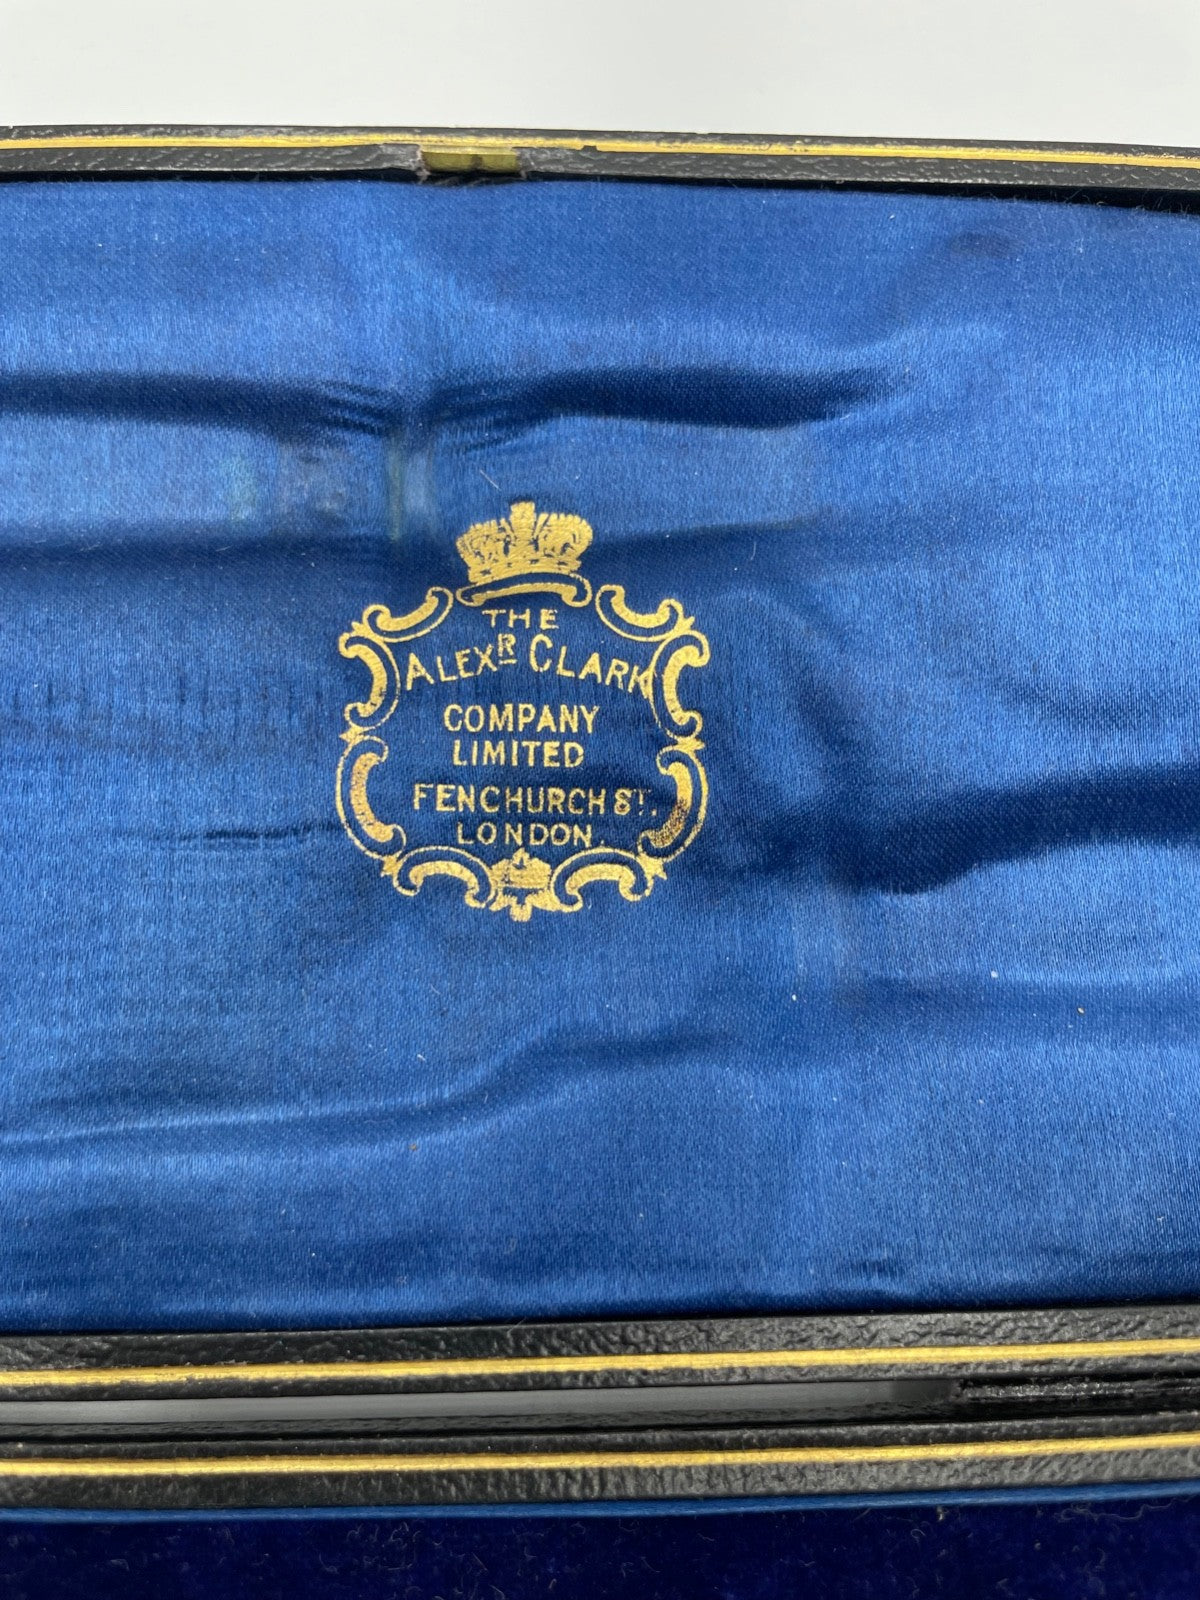 THE
ALEXR CLARK
COMPANY
LIMITED
FENCHURCH ST.
LONDON.